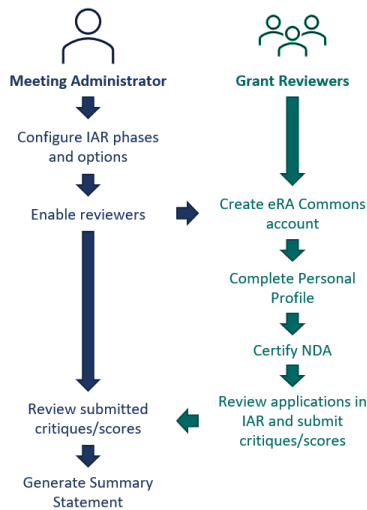 Meeting Administrator
Configure IAR phases
and options
Enable reviewers
Review submitted
critiques/scores
Generate Summary
Statement
Grant Reviewers
Create eRA Commons
account
Complete Personal
Profile
Certify NDA
Review applications in
IAR and submit
critiques/scores